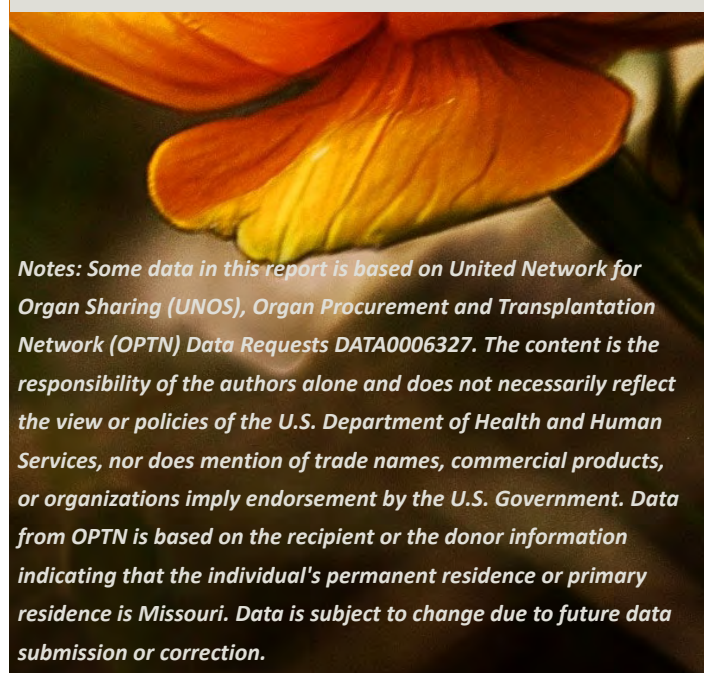 Notes: Some data in this report is based on United Network for
Organ Sharing (UNOS), Organ Procurement and Transplantation
Network (OPTN) Data Requests DATA0006327. The content is the
responsibility of the authors alone and does not necessarily reflect
the view or policies of the U.S. Department of Health and Human
Services, nor does mention of trade names, commercial products,
or organizations imply endorsement by the U.S. Government. Data
from OPTN is based on the recipient or the donor information
indicating that the individual's permanent residence or primary
residence is Missouri. Data is subject to change due to future data
submission or correction.